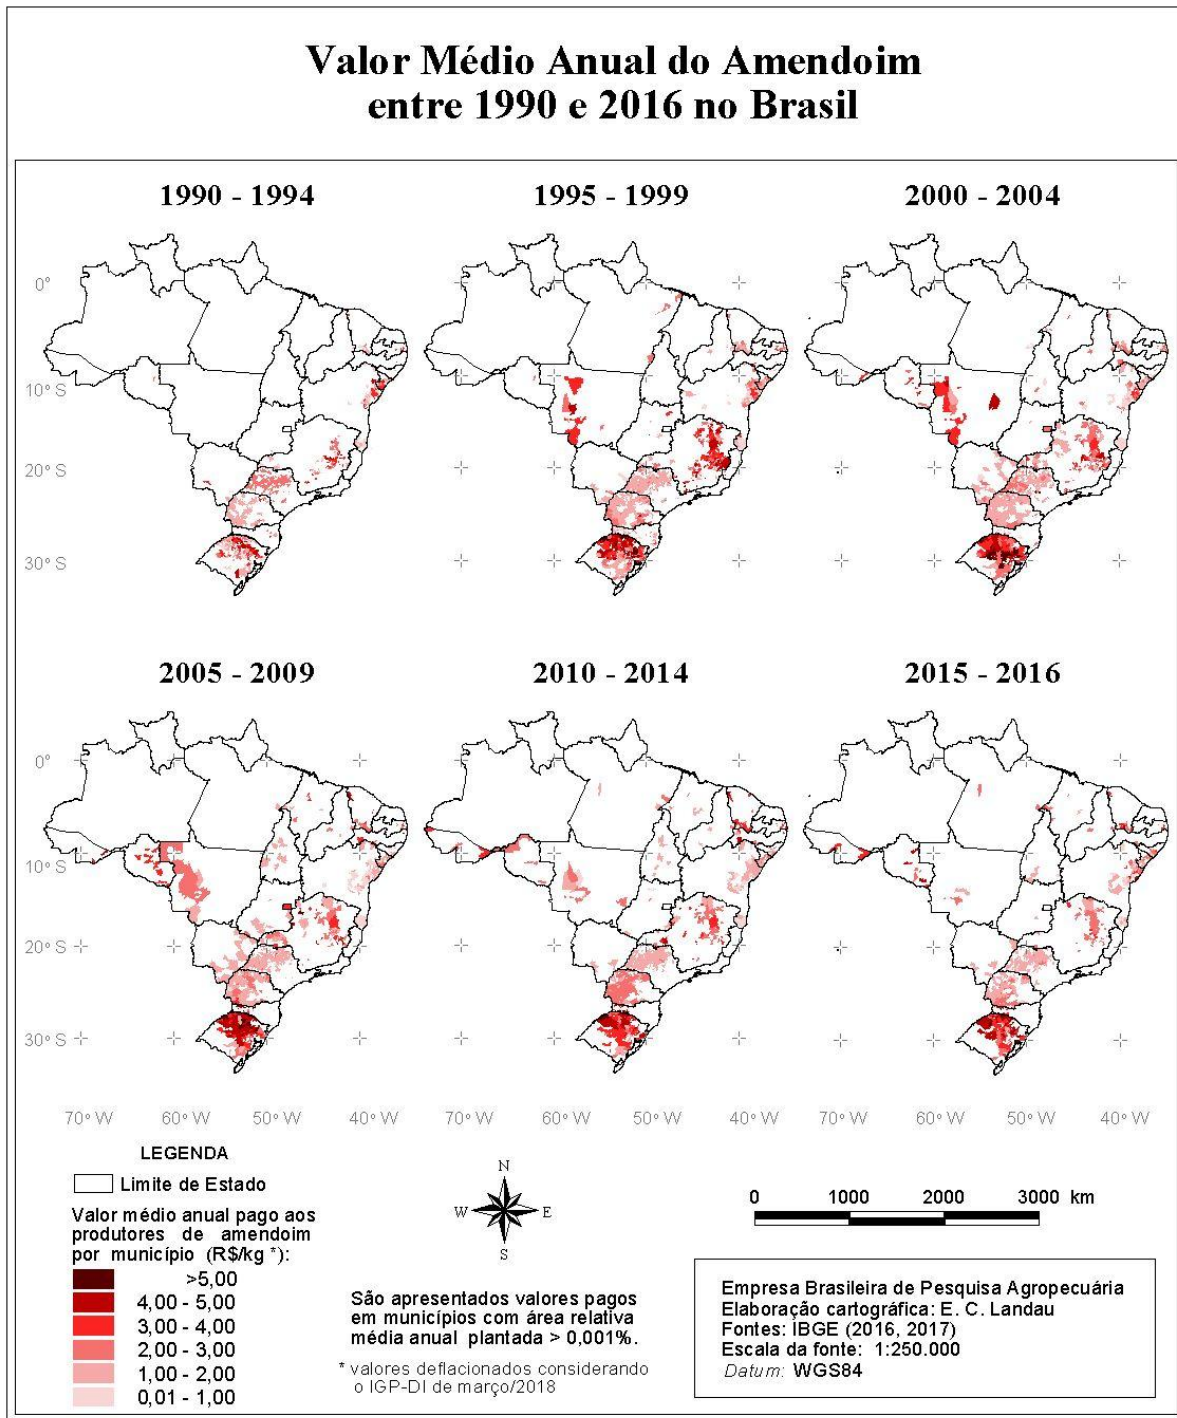 Valor Médio Anual do Amendoim
entre 1990 e 2016 no Brasil
1990 - 1994
1995 - 1999
2000 - 2004
0°
10° S
20° S
30° S
2005 - 2009
2010 - 2014
2015 - 2016
0°
10° S
20° S
30° S
70° W 60° W 50° W 40° W
70° W 60° W 50° W 40° W
70° W 60° W 50° W 40° W
LEGENDA
Limite de Estado
Valor médio anual pago aos
produtores de amendoim
por município (R$/kg *):
>5,00
4,00 - 5,00
3,00 - 4,00
2,00 - 3,00
1,00 - 2,00
0,01 - 1,00
N
W E
S
São apresentados valores pagos
em municípios com área relativa
média anual plantada > 0,001%.
* valores deflacionados considerando
o IGP-DI de março/2018
0 1000 2000 3000 km
Empresa Brasileira de Pesquisa Agropecuária
Elaboração cartográfica: E. C. Landau
Fontes: IBGE (2016, 2017)
Escala da fonte: 1:250.000
Datum: WGS84